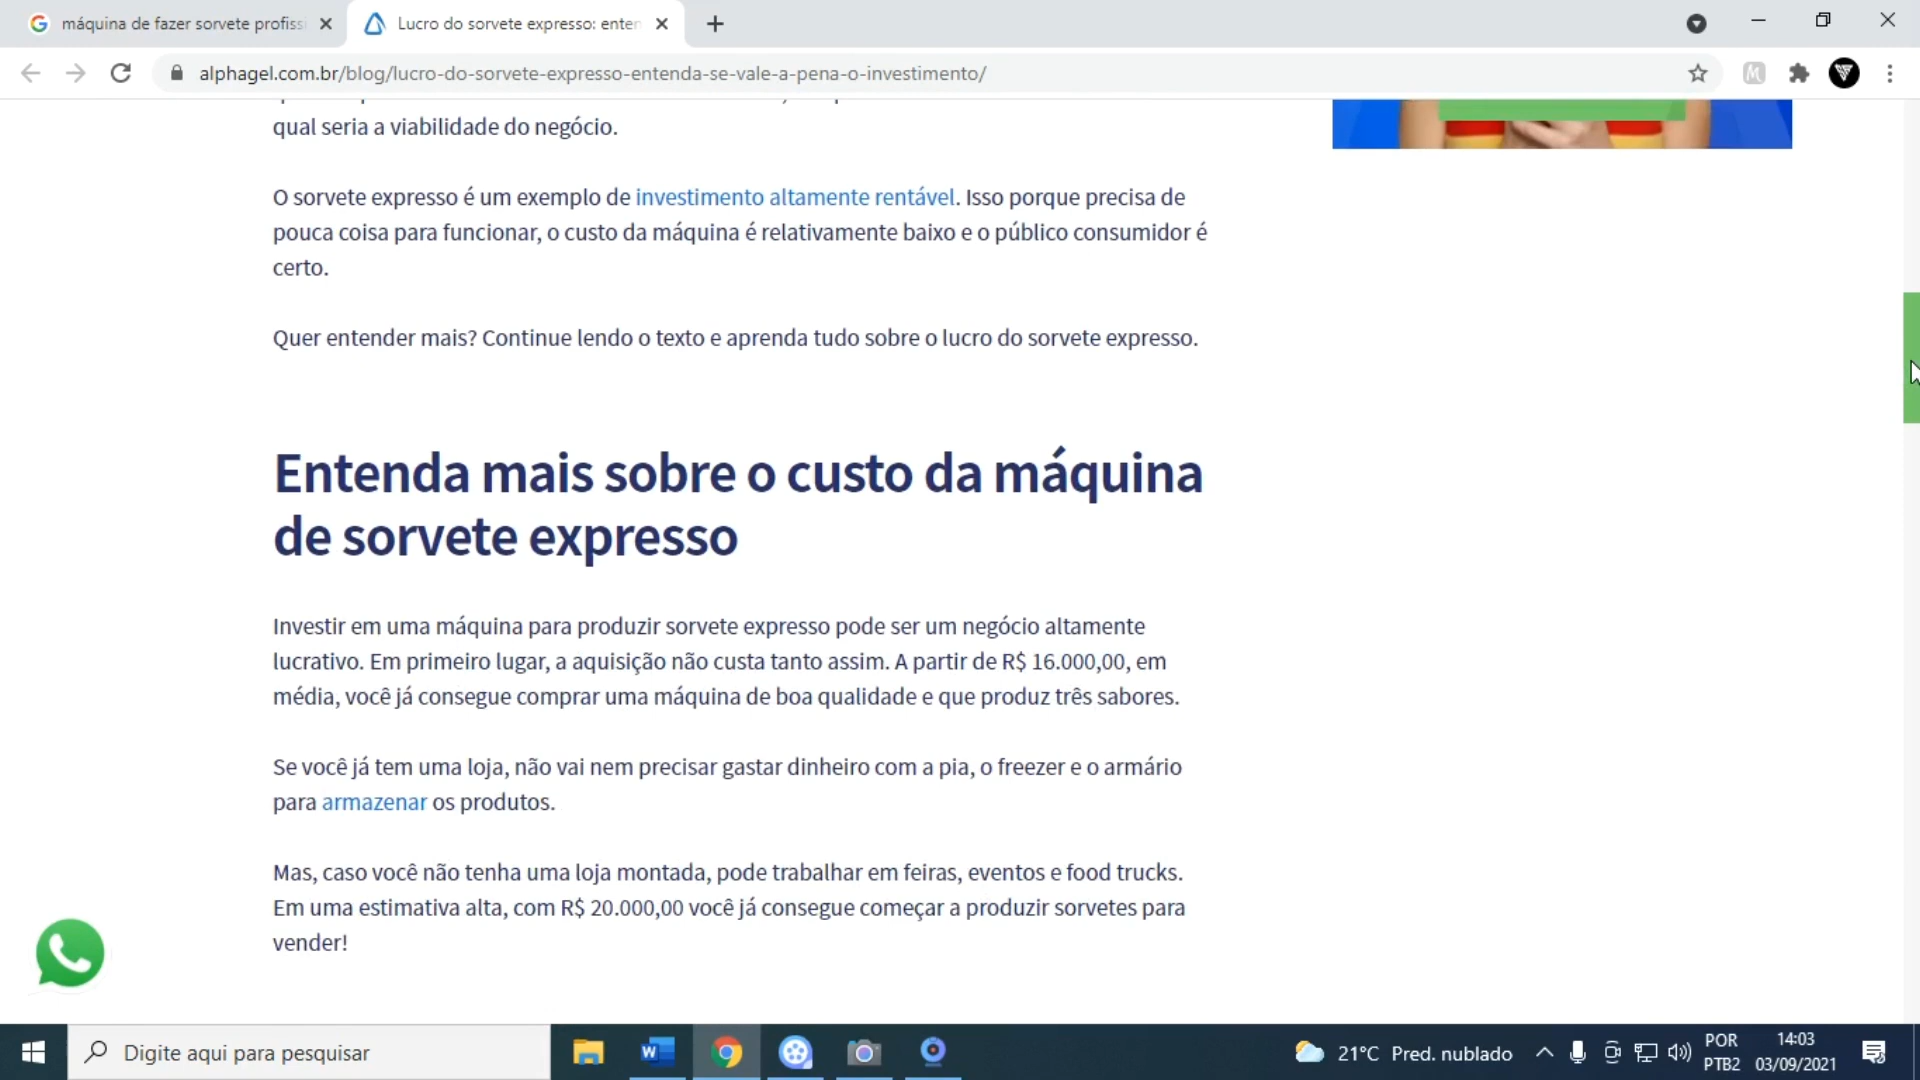 máquina de fazer sorvete profiss
Lucro do sorvete expresso: enten
alphagel.com.br/blog/lucro-do-sorvete-expresso-entenda-se-vale-a-pena-o-investimento/
qual seria a viabilidade do negócio.
O sorvete expresso é um exemplo de investimento altamente rentável. Isso porque precisa de
pouca coisa para funcionar, o custo da máquina é relativamente baixo e o público consumidor é
certo.
Quer entender mais? Continue lendo o texto e aprenda tudo sobre o lucro do sorvete expresso.
Entenda mais sobre o custo da máquina
de sorvete expresso
Investir em uma máquina para produzir sorvete expresso pode ser um negócio altamente
lucrativo. Em primeiro lugar, a aquisição não custa tanto assim. A partir de R$ 16.000,00, em
média, você já consegue comprar uma máquina de boa qualidade e que produz três sabores.
Se você já tem uma loja, não vai nem precisar gastar dinheiro com a pia, o freezer e o armário
para armazenar os produtos.
Mas, caso você não tenha uma loja montada, pode trabalhar em feiras, eventos e food trucks.
Em uma estimativa alta, com R$ 20.000,00 você já consegue começar a produzir sorvetes para
vender!
Digite aqui para pesquisar
21°C Pred. nublado
POR
PTB2
14:03
03/09/2021